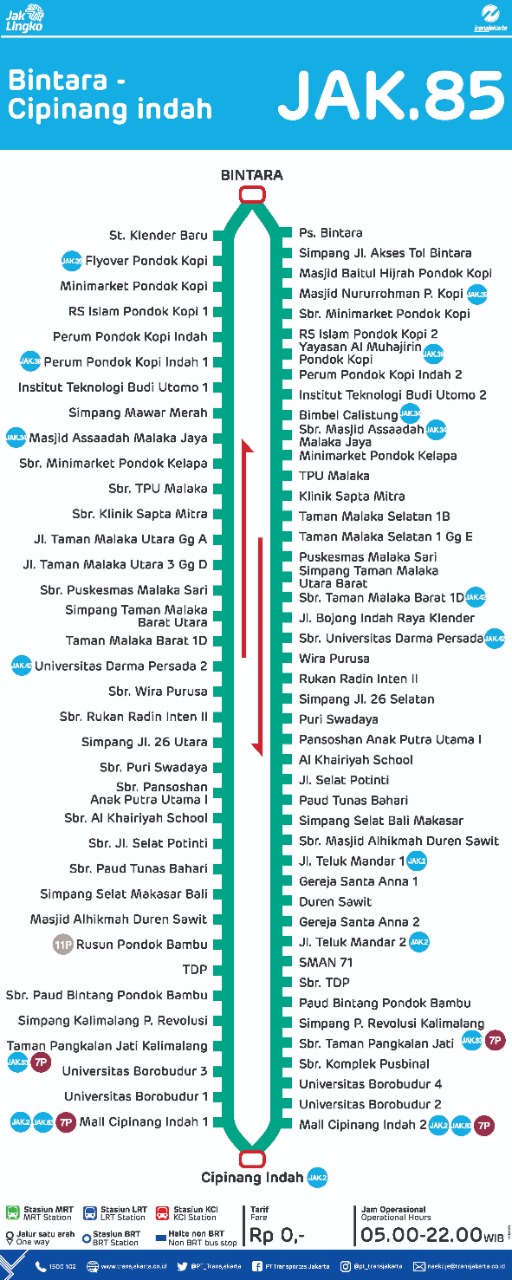 Jak
Lingko
transjakarta
Bintara -
Cipinang indah
JAK.85
BINTARA
St. Klender Baru
Flyover Pondok Kopi
Minimarket Pondok Kopi
RS Islam Pondok Kopi 1
Perum Pondok Kopi Indah
Perum Pondok Kopi Indah 1
Institut Teknologi Budi Utomo 1
Simpang Mawar Merah
JAK.34 Masjid Assaadah Malaka Jaya
Sbr. Minimarket Pondok Kelapa
Sbr. TPU Malaka
Sbr. Klinik Sapta Mitra
Jl. Taman Malaka Utara Gg A
Jl. Taman Malaka Utara 3 Gg D
Sbr. Puskesmas Malaka Sari
Simpang Taman Malaka
Barat Utara
Taman Malaka Barat 1D
JAK.42 Universitas Darma Persada 2
Sbr. Wira Purusa
Sbr. Rukan Radin Inten II
Simpang Jl. 26 Utara
Sbr. Puri Swadaya
Sbr. Pansoshan
Anak Putra Utama I
Sbr. Al Khairiyah School
Sbr. Jl. Selat Potinti
Sbr. Paud Tunas Bahari
Simpang Selat Makasar Bali
Masjid Alhikmah Duren Sawit
11P Rusun Pondok Bambu
TDP
Sbr. Paud Bintang Pondok Bambu
Simpang Kalimalang P. Revolusi
Taman Pangkalan Jati Kalimalang
JAK.83 7P
Universitas Borobudur 3
Universitas Borobudur 1
JAK.2 JAK.83 7P Mall Cipinang Indah 1
Ps. Bintara
Simpang Jl. Akses Tol Bintara
Masjid Baitul Hijrah Pondok Kopi
Masjid Nururrohman P. Kopi
Sbr. Minimarket Pondok Kopi
RS Islam Pondok Kopi 2
Yayasan Al Muhajirin
Pondok Kopi
Perum Pondok Kopi Indah 2
Institut Teknologi Budi Utomo 2
Bimbel Calistung JAK.34
Sbr. Masjid Assaadah JAK.34
Malaka Jaya
Minimarket Pondok Kelapa
TPU Malaka
Klinik Sapta Mitra
Taman Malaka Selatan 1B
Taman Malaka Selatan 1 Gg E
Puskesmas Malaka Sari
Simpang Taman Malaka
Utara Barat
Sbr. Taman Malaka Barat 1D JAK.42
Jl. Bojong Indah Raya Klender
Sbr. Universitas Darma Persada JAK.42
Wira Purusa
Rukan Radin Inten II
Simpang Jl. 26 Selatan
Puri Swadaya
Pansoshan Anak Putra Utama I
Al Khairiyah School
Jl. Selat Potinti
Paud Tunas Bahari
Simpang Selat Bali Makasar
Sbr. Masjid Alhikmah Duren Sawit
Jl. Teluk Mandar 1 JAK.2
Gereja Santa Anna 1
Duren Sawit
Gereja Santa Anna 2
Jl. Teluk Mandar 2 JAK.2
SMAN 71
Sbr. TDP
Paud Bintang Pondok Bambu
Simpang P. Revolusi Kalimalang
Sbr. Taman Pangkalan Jati JAK.83 7P
Sbr. Komplek Pusbinal
Universitas Borobudur 4
Universitas Borobudur 2
Mall Cipinang Indah 2 JAK.2 JAK.83 7P
Cipinang Indah JAK.2
Stasiun MRT
MRT Station
Stasiun LRT
LRT Station
Stasiun KCI
KCI Station
Jalur satu arah
One way
Stasiun BRT
BRT Station
Halte non BRT
Non BRT bus stop
Tarif
Fare
Rp 0,-
Jam Operasional
Operational Hours
05.00-22.00 WIB
1500 102
www.transjakarta.co.id
@PT_Transjakarta
PT Transportasi Jakarta
@pt_transjakarta
naekuje@transjakarta.co.id